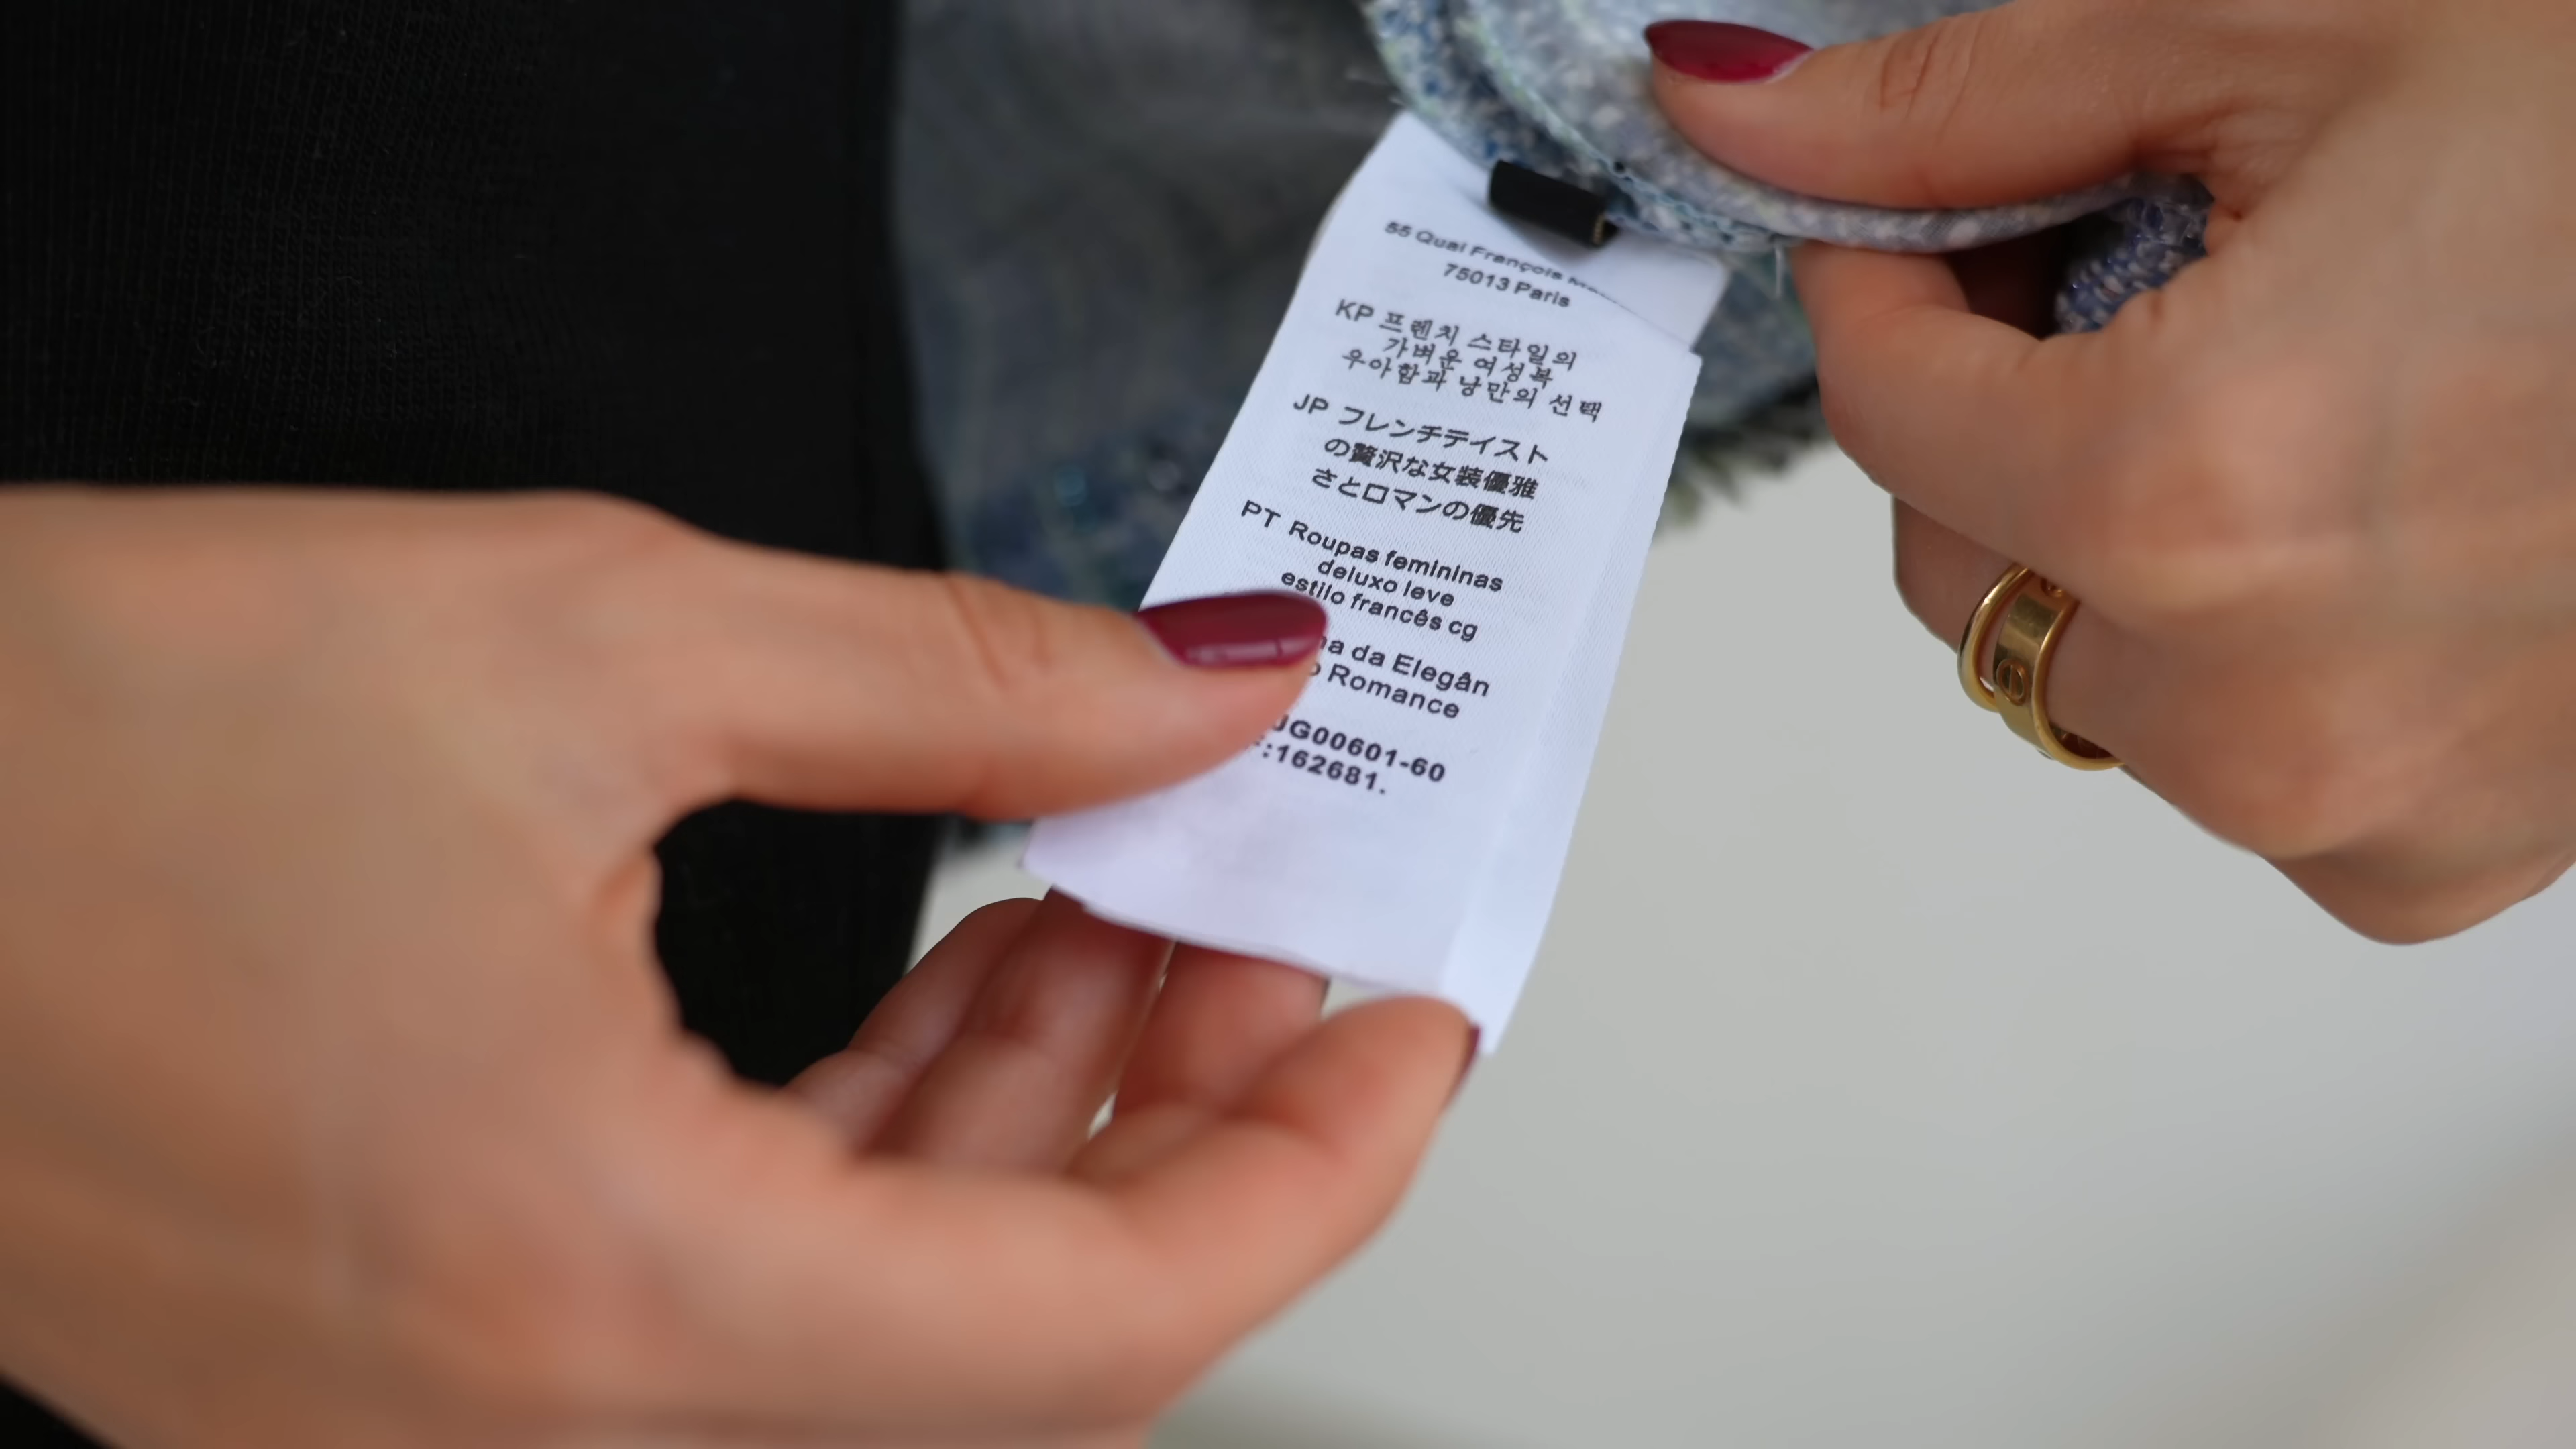 55 Quai François
75013 Paris
KP 프렌치 스타일의
가벼운 여성복
우아함과 낭만의 선택
JP フレンチテイスト
の贅沢な女装優雅
さとロマンの優先
PT Roupas femininas
deluxo leve
estilo francês cg
da Elegân
Romance
JG00601-60
:162681.